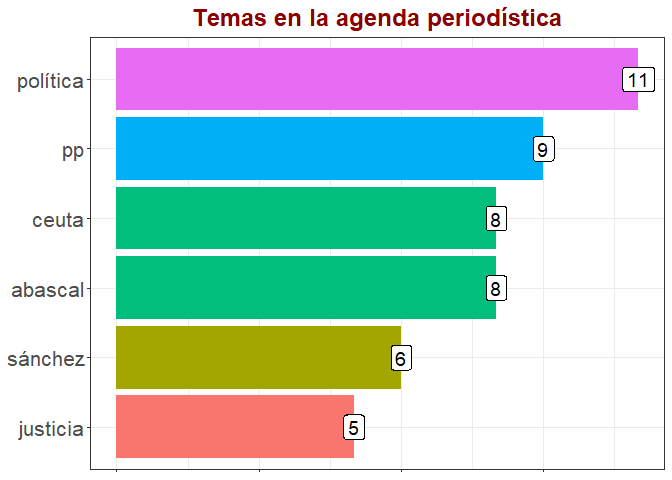 Temas en la agenda periodística
política
11
pp
9
ceuta
8
abascal
8
sánchez
6
justicia
5